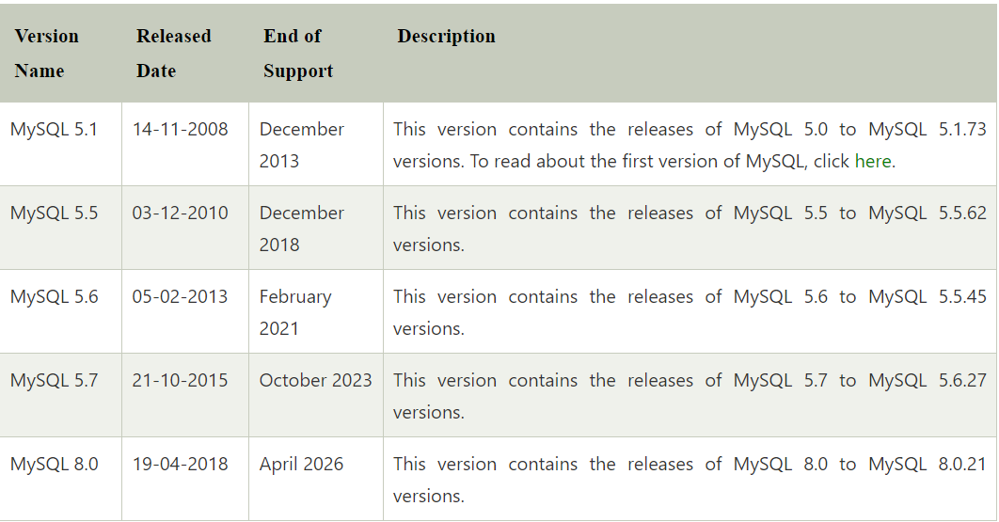 Version Name
Released Date
End of Support
Description
MySQL 5.1
14-11-2008
December 2013
This version contains the releases of MySQL 5.0 to MySQL 5.1.73
versions. To read about the first version of MySQL, click here.
MySQL 5.5
03-12-2010
December 2018
This version contains the releases of MySQL 5.5 to MySQL 5.5.62
versions.
MySQL 5.6
05-02-2013
February 2021
This version contains the releases of MySQL 5.6 to MySQL 5.5.45
versions.
MySQL 5.7
21-10-2015
October 2023
This version contains the releases of MySQL 5.7 to MySQL 5.6.27
versions.
MySQL 8.0
19-04-2018
April 2026
This version contains the releases of MySQL 8.0 to MySQL 8.0.21
versions.